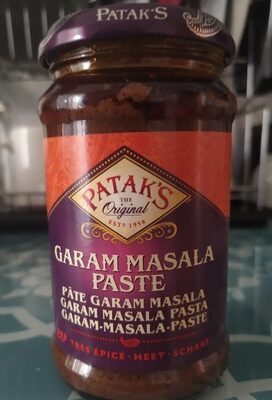 PATAK'S
PATAK'S
THE
Original
ESTD 1958
GARAM MASALA
PASTE
PÂTE GARAM MASALA
GARAM MASALA PASTA
GARAM-MASALA-PASTE
TRÈS ÉPICÉ - HEET - SCHARF